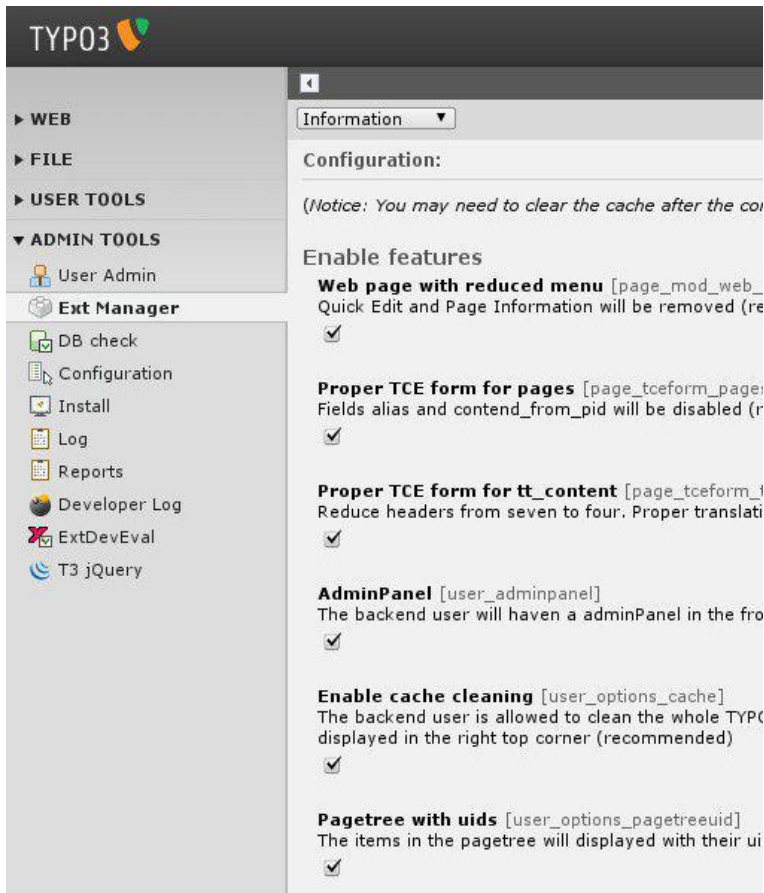 TYPO3
WEB
FILE
USER TOOLS
ADMIN TOOLS
User Admin
Ext Manager
DB check
Configuration
Install
Log
Reports
Developer Log
ExtDevEval
T3 jQuery
Information
Configuration:
(Notice: You may need to clear the cache after the
Enable features
Web page with reduced menu [page_mod_web_
Quick Edit and Page Information will be removed (re
Proper TCE form for pages [page_tceform_pages
Fields alias and contend_from_pid will be disabled (r
Proper TCE form for tt_content [page_tceform_t
Reduce headers from seven to four. Proper translati
AdminPanel [user_adminpanel]
The backend user will haven a adminPanel in the fro
Enable cache cleaning [user_options_cache]
The backend user is allowed to clean the whole TYPO
displayed in the right top corner (recommended)
Pagetree with uids [user_options_pagetreeuid]
The items in the pagetree will displayed with their ui